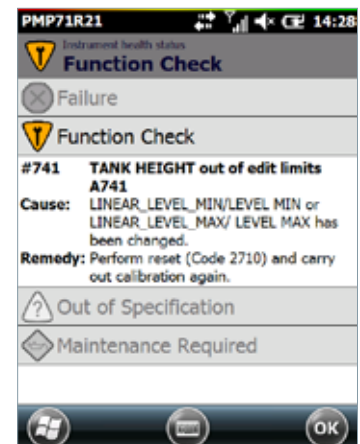 PMP71R21 14:28
Instrument health status
Function Check
Failure
Function Check
#741 TANK HEIGHT out of edit limits
A741
Cause: LINEAR_LEVEL_MIN/LEVEL MIN or
LINEAR_LEVEL_MAX/ LEVEL MAX has
been changed.
Remedy: Perform reset (Code 2710) and carry
out calibration again.
Out of Specification
Maintenance Required
OK